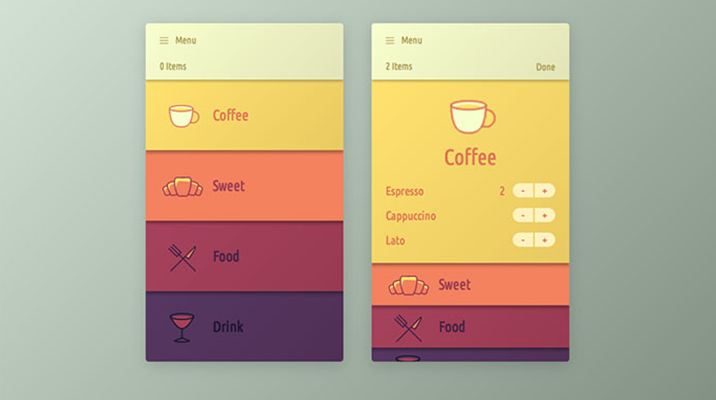 Menu
0 Items
Coffee
Sweet
Food
Drink
Menu
2 Items Done
Coffee
Espresso 2 - +
Cappuccino - +
Lato - +
Sweet
Food